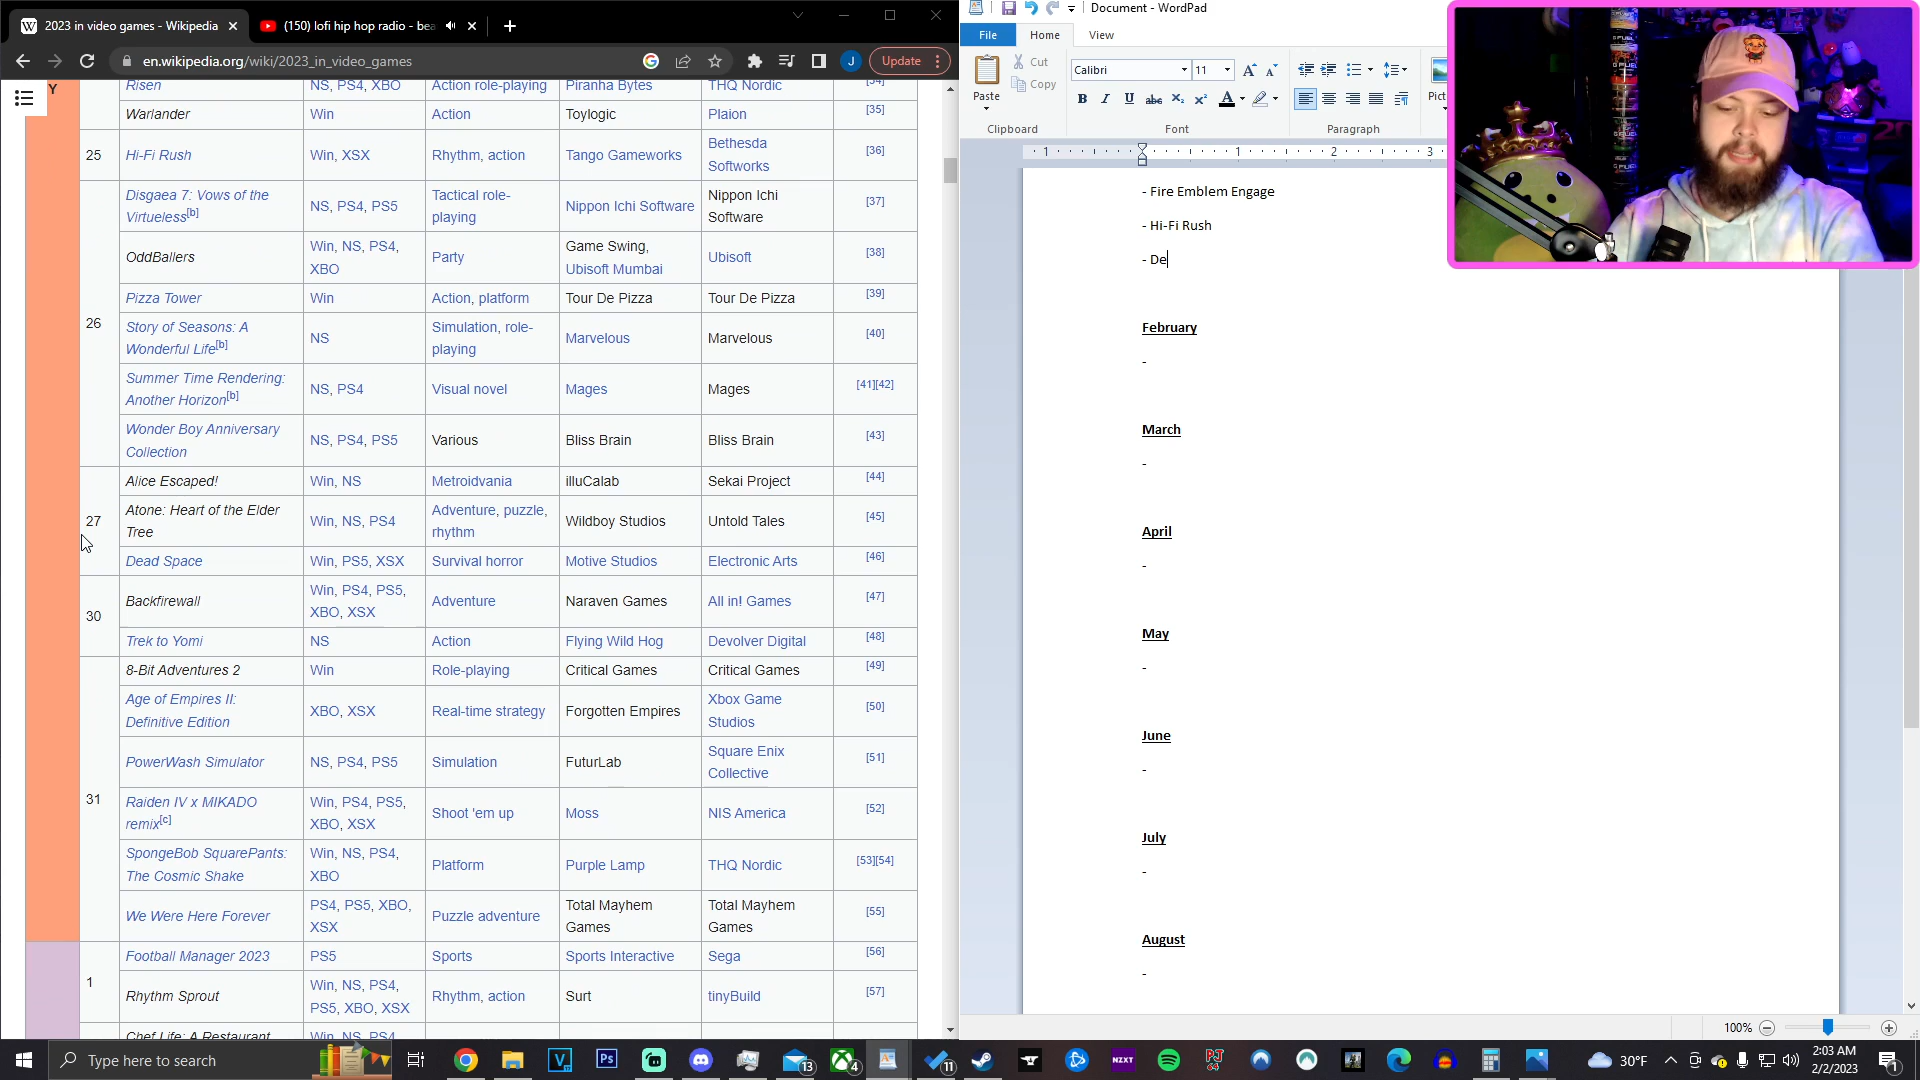 2023 in video games - Wikipedia
(150) lofi hip hop radio - bea
en.wikipedia.org/wiki/2023_in_video_games
J
Update
Y
Risen NS, PS4, XBO Action role-playing Piranha Bytes THQ Nordic [34]
Warlander Win Action Toylogic Plaion [35]
25 Hi-Fi Rush Win, XSX Rhythm, action Tango Gameworks Bethesda [36]
Softworks
26
Disgaea 7: Vows of the NS, PS4, PS5 Tactical role- Nippon Ichi Software Nippon Ichi [37]
Virtueless[b] playing Software
OddBallers Win, NS, PS4, Party Game Swing, Ubisoft [38]
XBO Ubisoft Mumbai
Pizza Tower Win Action, platform Tour De Pizza Tour De Pizza [39]
Story of Seasons: A NS Simulation, role- Marvelous Marvelous [40]
Wonderful Life[b] playing
Summer Time Rendering: NS, PS4 Visual novel Mages Mages [41][42]
Another Horizon[b]
Wonder Boy Anniversary NS, PS4, PS5 Various Bliss Brain Bliss Brain [43]
Collection
27
Alice Escaped! Win, NS Metroidvania illuCalab Sekai Project [44]
Atone: Heart of the Elder Win, NS, PS4 Adventure, puzzle, Wildboy Studios Untold Tales [45]
Tree rhythm
Dead Space Win, PS5, XSX Survival horror Motive Studios Electronic Arts [46]
30
Backfirewall Win, PS4, PS5, Adventure Naraven Games All in! Games [47]
XBO, XSX
Trek to Yomi NS Action Flying Wild Hog Devolver Digital [48]
31
8-Bit Adventures 2 Win Role-playing Critical Games Critical Games [49]
Age of Empires II: XBO, XSX Real-time strategy Forgotten Empires Xbox Game [50]
Definitive Edition Studios
PowerWash Simulator NS, PS4, PS5 Simulation FuturLab Square Enix [51]
Collective
Raiden IV x MIKADO Win, PS4, PS5, Shoot 'em up Moss NIS America [52]
remix[c] XBO, XSX
SpongeBob SquarePants: Win, NS, PS4, Platform Purple Lamp THQ Nordic [53][54]
The Cosmic Shake XBO
We Were Here Forever PS4, PS5, XBO, Puzzle adventure Total Mayhem Total Mayhem [55]
XSX Games Games
1
Football Manager 2023 PS5 Sports Sports Interactive Sega [56]
Rhythm Sprout Win, NS, PS4, Rhythm, action Surt tinyBuild [57]
PS5, XBO, XSX
Chef Life: A Restaurant Win, NS, PS4
Document - WordPad
File Home View
Paste
Cut
Copy
Clipboard
Calibri 11
B I U abc X2 X2 A
Font
Paragraph
1 1 2 3
- Fire Emblem Engage
- Hi-Fi Rush
- De
February
-
March
-
April
-
May
-
June
-
July
-
August
-
100%
Type here to search
13
4
11
30°F
2:03 AM
2/2/2023
1